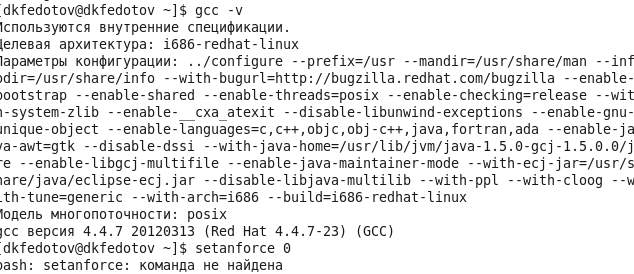 [dkfedotov@dkfedotov ~]$ gcc -v
Используются внутренние спецификации.
Целевая архитектура: i686-redhat-linux
Параметры конфигурации: ../configure --prefix=/usr --mandir=/usr/share/man --inf
odir=/usr/share/info --with-bugurl=http://bugzilla.redhat.com/bugzilla --enable-
bootstrap --enable-shared --enable-threads=posix --enable-checking=release --wit
h-system-zlib --enable-__cxa_atexit --disable-libunwind-exceptions --enable-gnu-
unique-object --enable-languages=c,c++,objc,obj-c++,java,fortran,ada --enable-ja
va-awt=gtk --disable-dssi --with-java-home=/usr/lib/jvm/java-1.5.0-gcj-1.5.0.0/j
re --enable-libgcj-multifile --enable-java-maintainer-mode --with-ecj-jar=/usr/s
hare/java/eclipse-ecj.jar --disable-libjava-multilib --with-ppl --with-cloog --w
ith-tune=generic --with-arch=i686 --build=i686-redhat-linux
Модель многопоточности: posix
gcc версия 4.4.7 20120313 (Red Hat 4.4.7-23) (GCC)
[dkfedotov@dkfedotov ~]$ setanforce 0
bash: setanforce: команда не найдена